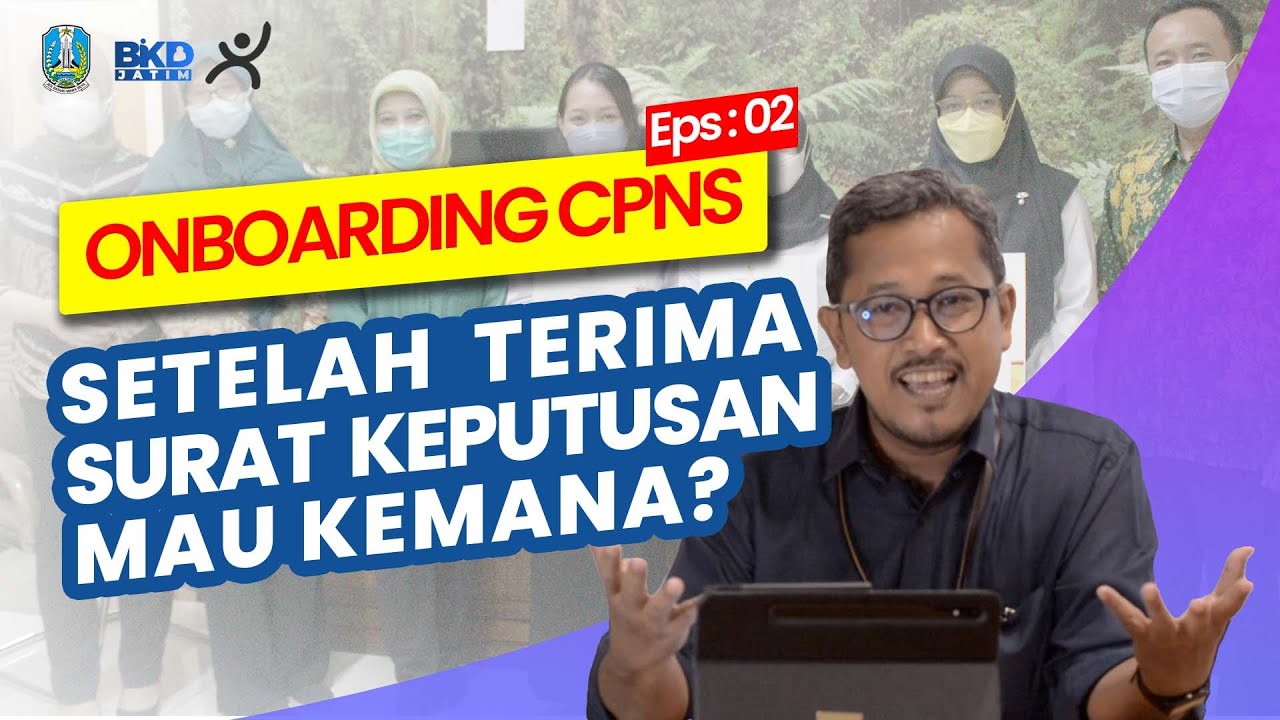 BKD
JATIM
Eps : 02
ONBOARDING CPNS
SETELAH TERIMA
SURAT KEPUTUSAN
MAU KEMANA?